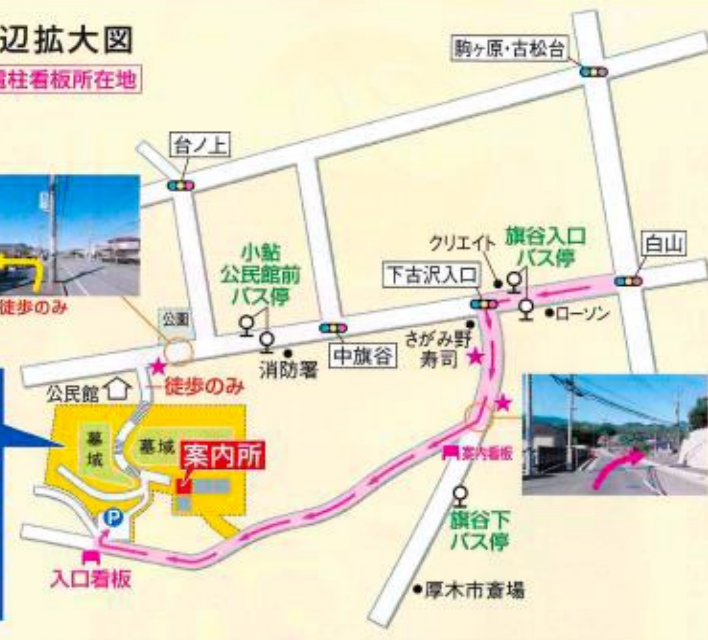 辺拡大図
電柱看板所在地
駒ヶ原・古松台
台ノ上
小鮎
公民館前
バス停
クリエイト
旗谷入口
バス停
白山
下古沢入口
ローソン
徒歩のみ
公園
消防署
中旗谷
さがみ野
寿司
公民館
徒歩のみ
墓
域
墓域
案内所
案内看板
P
旗谷下
バス停
入口看板
厚木市斎場